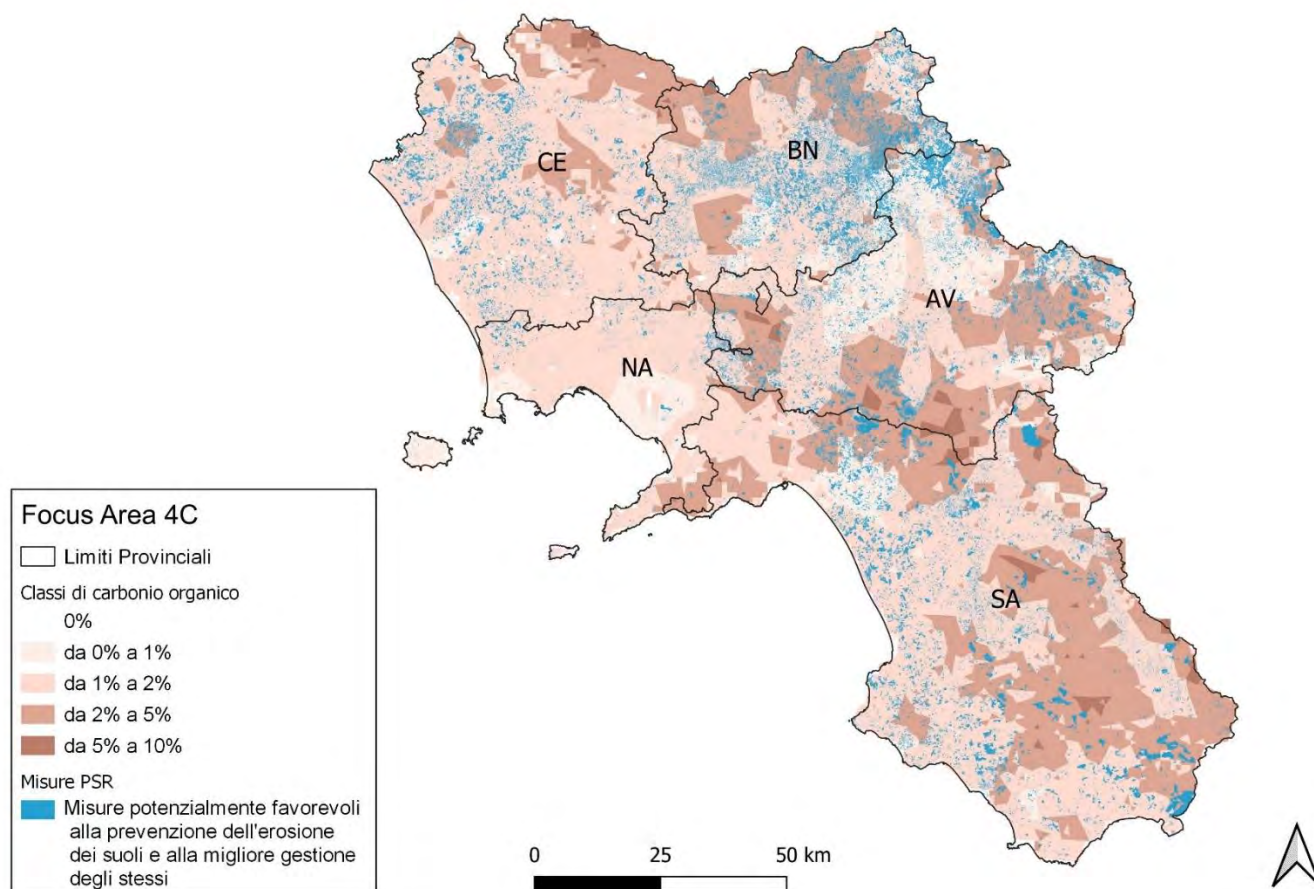 CE
BN
AV
NA
SA
Focus Area 4C
Limiti Provinciali
Classi di carbonio organico
0%
da 0% a 1%
da 1% a 2%
da 2% a 5%
da 5% a 10%
Misure PSR
Misure potenzialmente favorevoli
alla prevenzione dell'erosione
dei suoli e alla migliore gestione
degli stessi
0 25 50 km